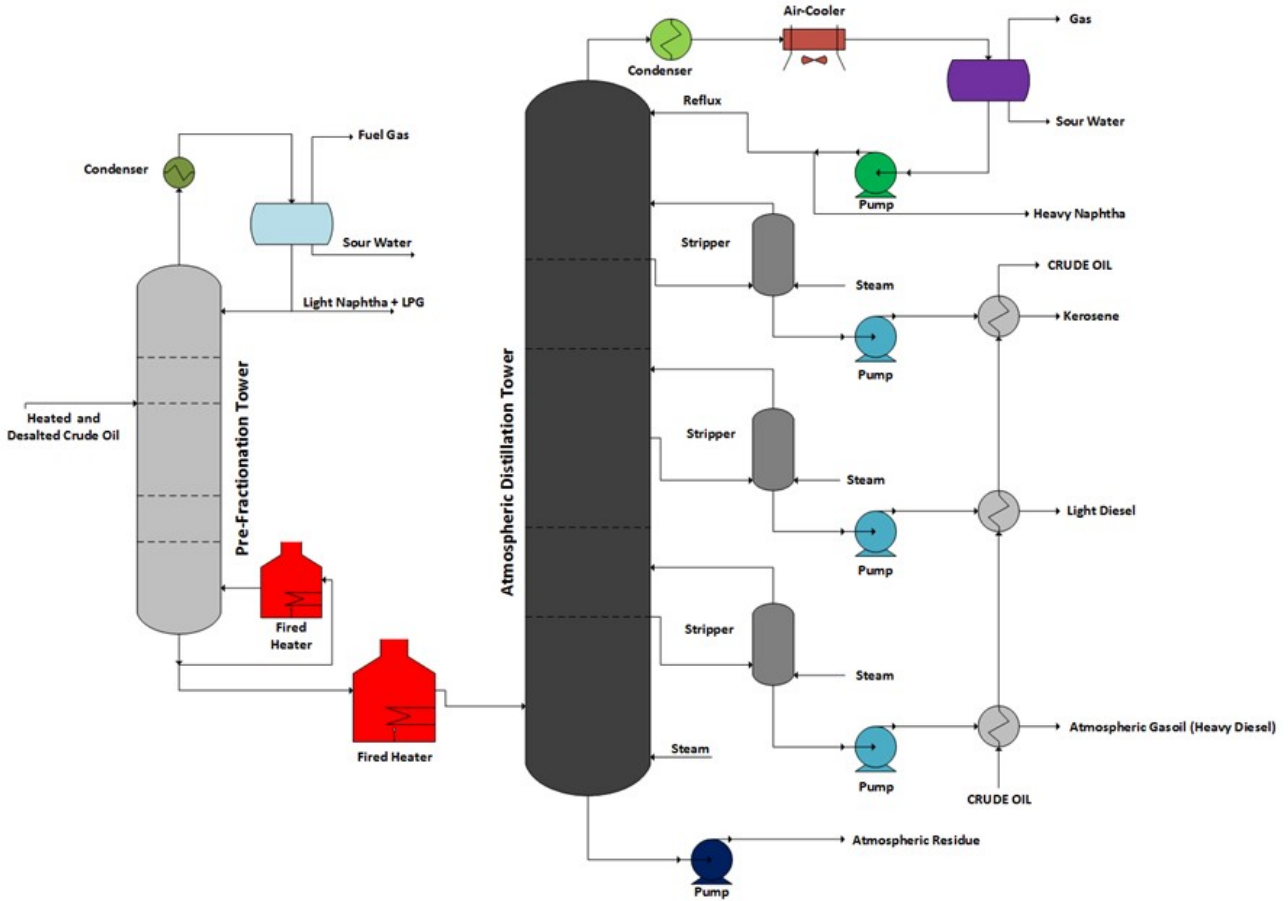 Air-Cooler
Gas
Condenser
Reflux
Sour Water
Fuel Gas
Condenser
Pump
Heavy Naphtha
Sour Water
Stripper
CRUDE OIL
Steam
Light Naphtha + LPG
Kerosene
Pump
Pre-Fractionation Tower
Atmospheric Distillation Tower
Heated and
Desalted Crude Oil
Stripper
Steam
Light Diesel
Pump
Fired
Heater
Stripper
Steam
Atmospheric Gasoil (Heavy Diesel)
Steam
Fired Heater
Pump
CRUDE OIL
Atmospheric Residue
Pump